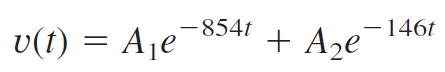 v(t) = A₁e⁻⁸⁵⁴ᵗ + A₂e⁻¹⁴⁶ᵗ